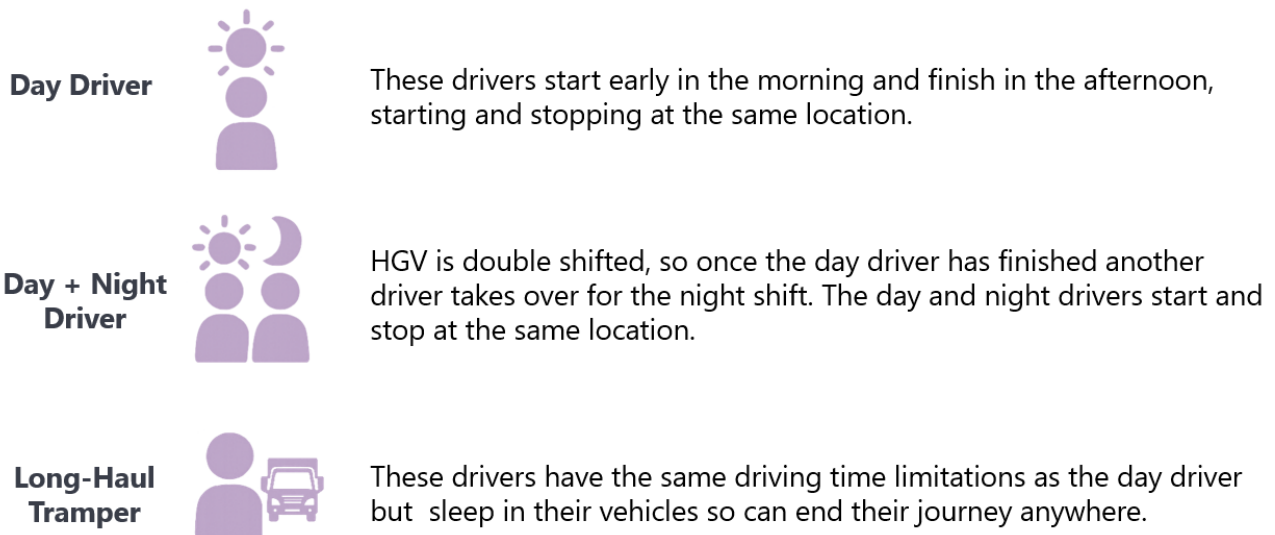 Day Driver
These drivers start early in the morning and finish in the afternoon,
starting and stopping at the same location.
Day + Night
Driver
HGV is double shifted, so once the day driver has finished another
driver takes over for the night shift. The day and night drivers start and
stop at the same location.
Long-Haul
Tramper
These drivers have the same driving time limitations as the day driver
but  sleep in their vehicles so can end their journey anywhere.